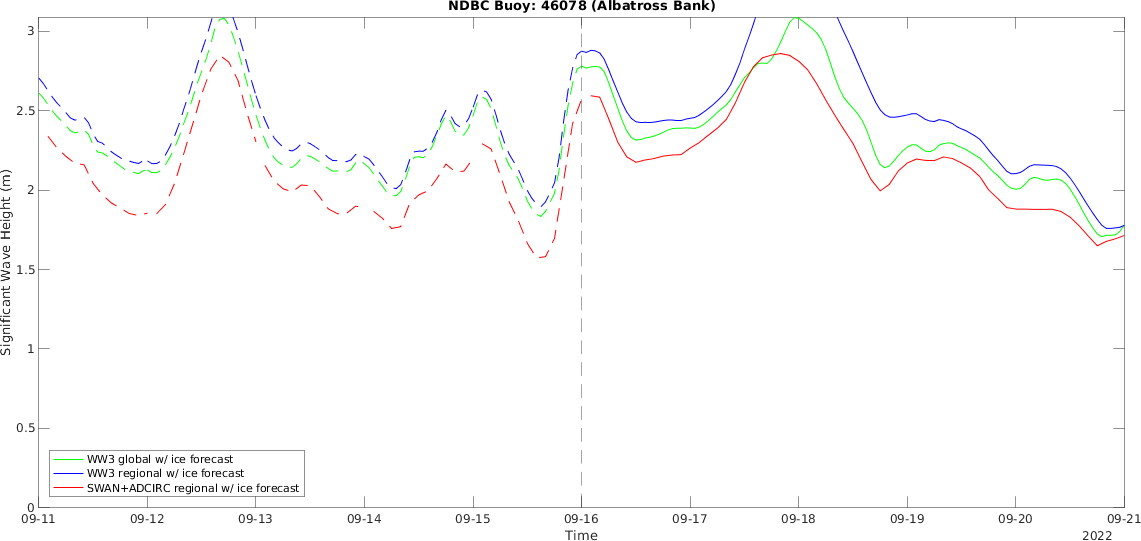 NDBC Buoy: 46078 (Albatross Bank)
3
2.5
2
1.5
1
0.5
0
Significant Wave Height (m)
WW3 global w/ ice forecast
WW3 regional w/ ice forecast
SWAN+ADCIRC regional w/ ice forecast
09-11 09-12 09-13 09-14 09-15 09-16 09-17 09-18 09-19 09-20 09-21
Time
2022